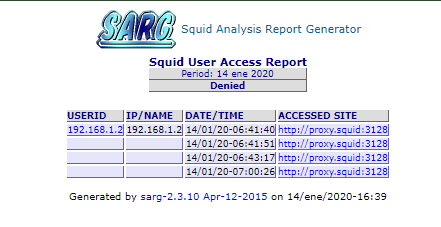 SARG Squid Analysis Report Generator
Squid User Access Report
Period: 14 ene 2020
Denied
USERID IP/NAME DATE/TIME ACCESSED SITE
192.168.1.2 192.168.1.2 14/01/20-06:41:40 http://proxy.squid:3128
14/01/20-06:41:51 http://proxy.squid:3128
14/01/20-06:43:17 http://proxy.squid:3128
14/01/20-07:00:26 http://proxy.squid:3128
Generated by sarg-2.3.10 Apr-12-2015 on 14/ene/2020-16:39